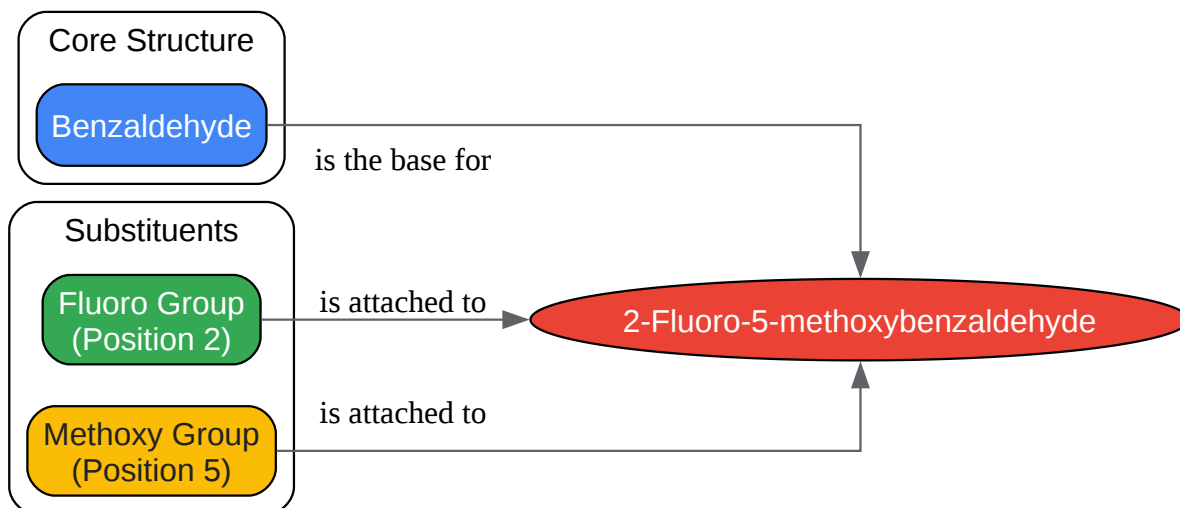 Core Structure
Benzaldehyde
is the base for
Substituents
Fluoro Group
(Position 2)
is attached to
2-Fluoro-5-methoxybenzaldehyde
Methoxy Group
(Position 5)
is attached to